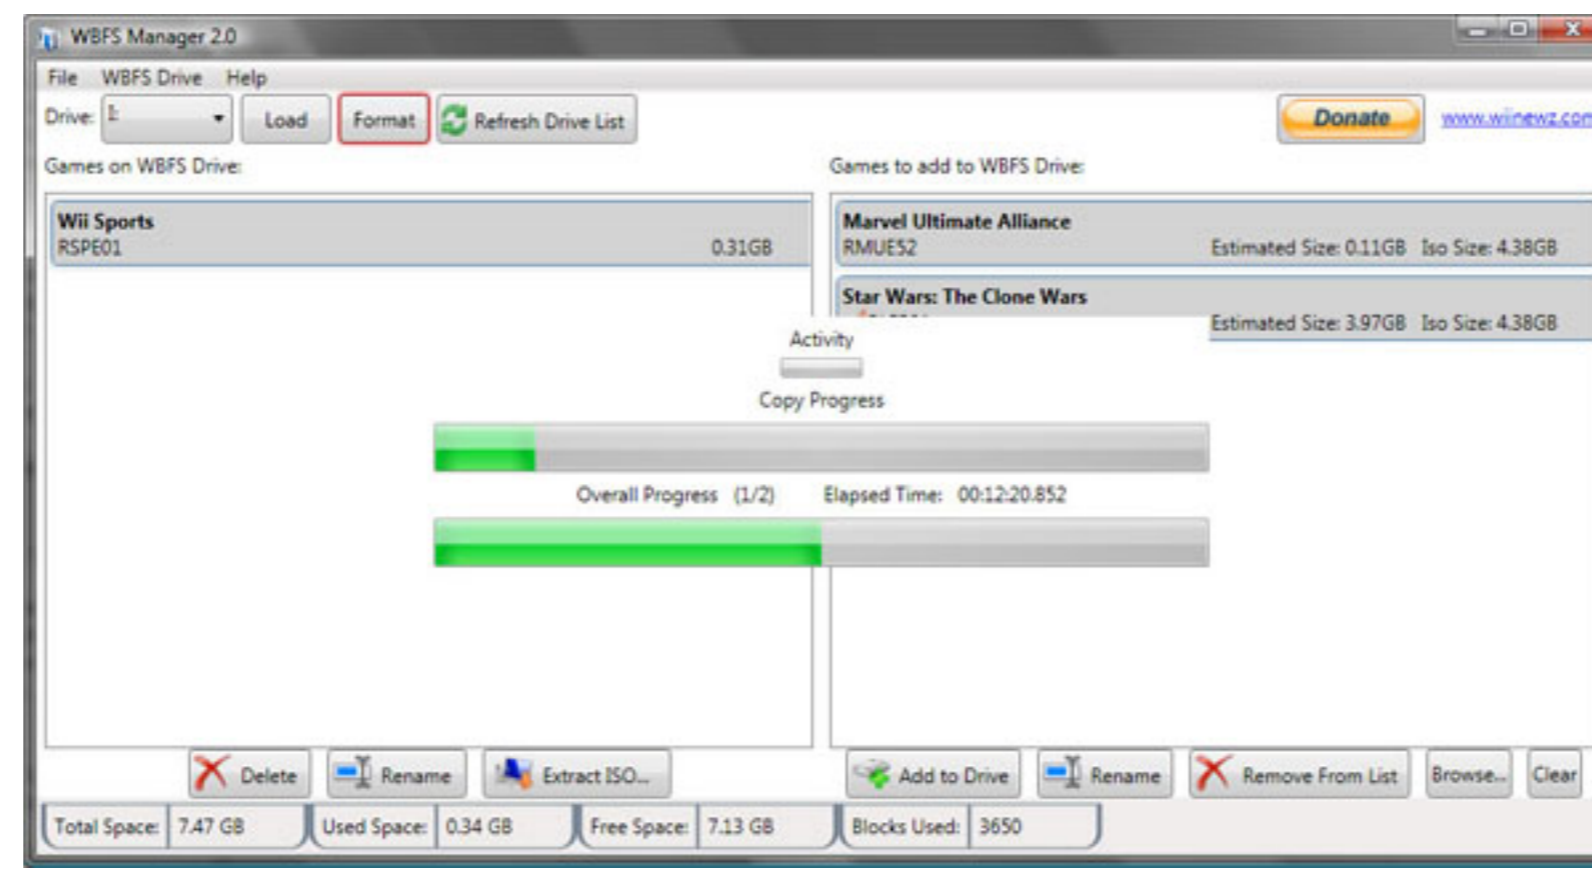 WBFS Manager 2.0
File WBFS Drive Help
Drive: Load Format Refresh Drive List Donate www.wiinewz.com
Games on WBFS Drive: Games to add to WBFS Drive:
Wii Sports
RSPE01 0.31GB
Marvel Ultimate Alliance
RMUE52 Estimated Size: 0.11GB Iso Size: 4.38GB
Star Wars: The Clone Wars
Estimated Size: 3.97GB Iso Size: 4.38GB
Activity
Copy Progress
Overall Progress (1/2) Elapsed Time: 00:12:20.852
Delete Rename Extract ISO... Add to Drive Rename Remove From List Browse... Clear
Total Space: 7.47 GB Used Space: 0.34 GB Free Space: 7.13 GB Blocks Used: 3650